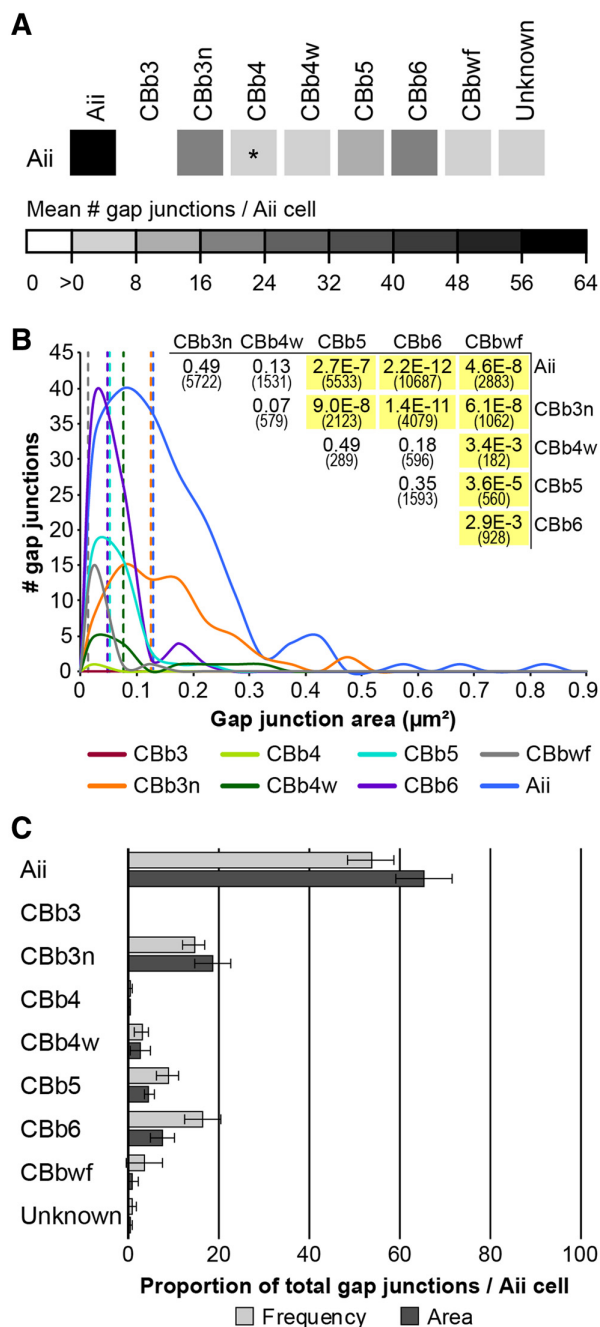 A
Aii CBb3 CBb3n CBb4 CBb4w CBb5 CBb6 CBbwf Unknown
Aii *
Mean # gap junctions / Aii cell
0 >0 8 16 24 32 40 48 56 64
B
CBb3n CBb4w CBb5 CBb6 CBbwf
0.49 0.13 2.7E-7 2.2E-12 4.6E-8 Aii
(5722) (1531) (5533) (10687) (2883)
0.07 9.0E-8 1.4E-11 6.1E-8 CBb3n
(579) (2123) (4079) (1062)
0.49 0.18 3.4E-3 CBb4w
(289) (596) (182)
0.35 3.6E-5 CBb5
(1593) (560)
2.9E-3 CBb6
(928)
45
40
35
30
25
20
15
10
5
0
# gap junctions
0 0.1 0.2 0.3 0.4 0.5 0.6 0.7 0.8 0.9
Gap junction area (µm²)
CBb3 CBb4 CBb5 CBbwf
CBb3n CBb4w CBb6 Aii
C
Aii
CBb3
CBb3n
CBb4
CBb4w
CBb5
CBb6
CBbwf
Unknown
0 20 40 60 80 100
Proportion of total gap junctions / Aii cell
Frequency Area